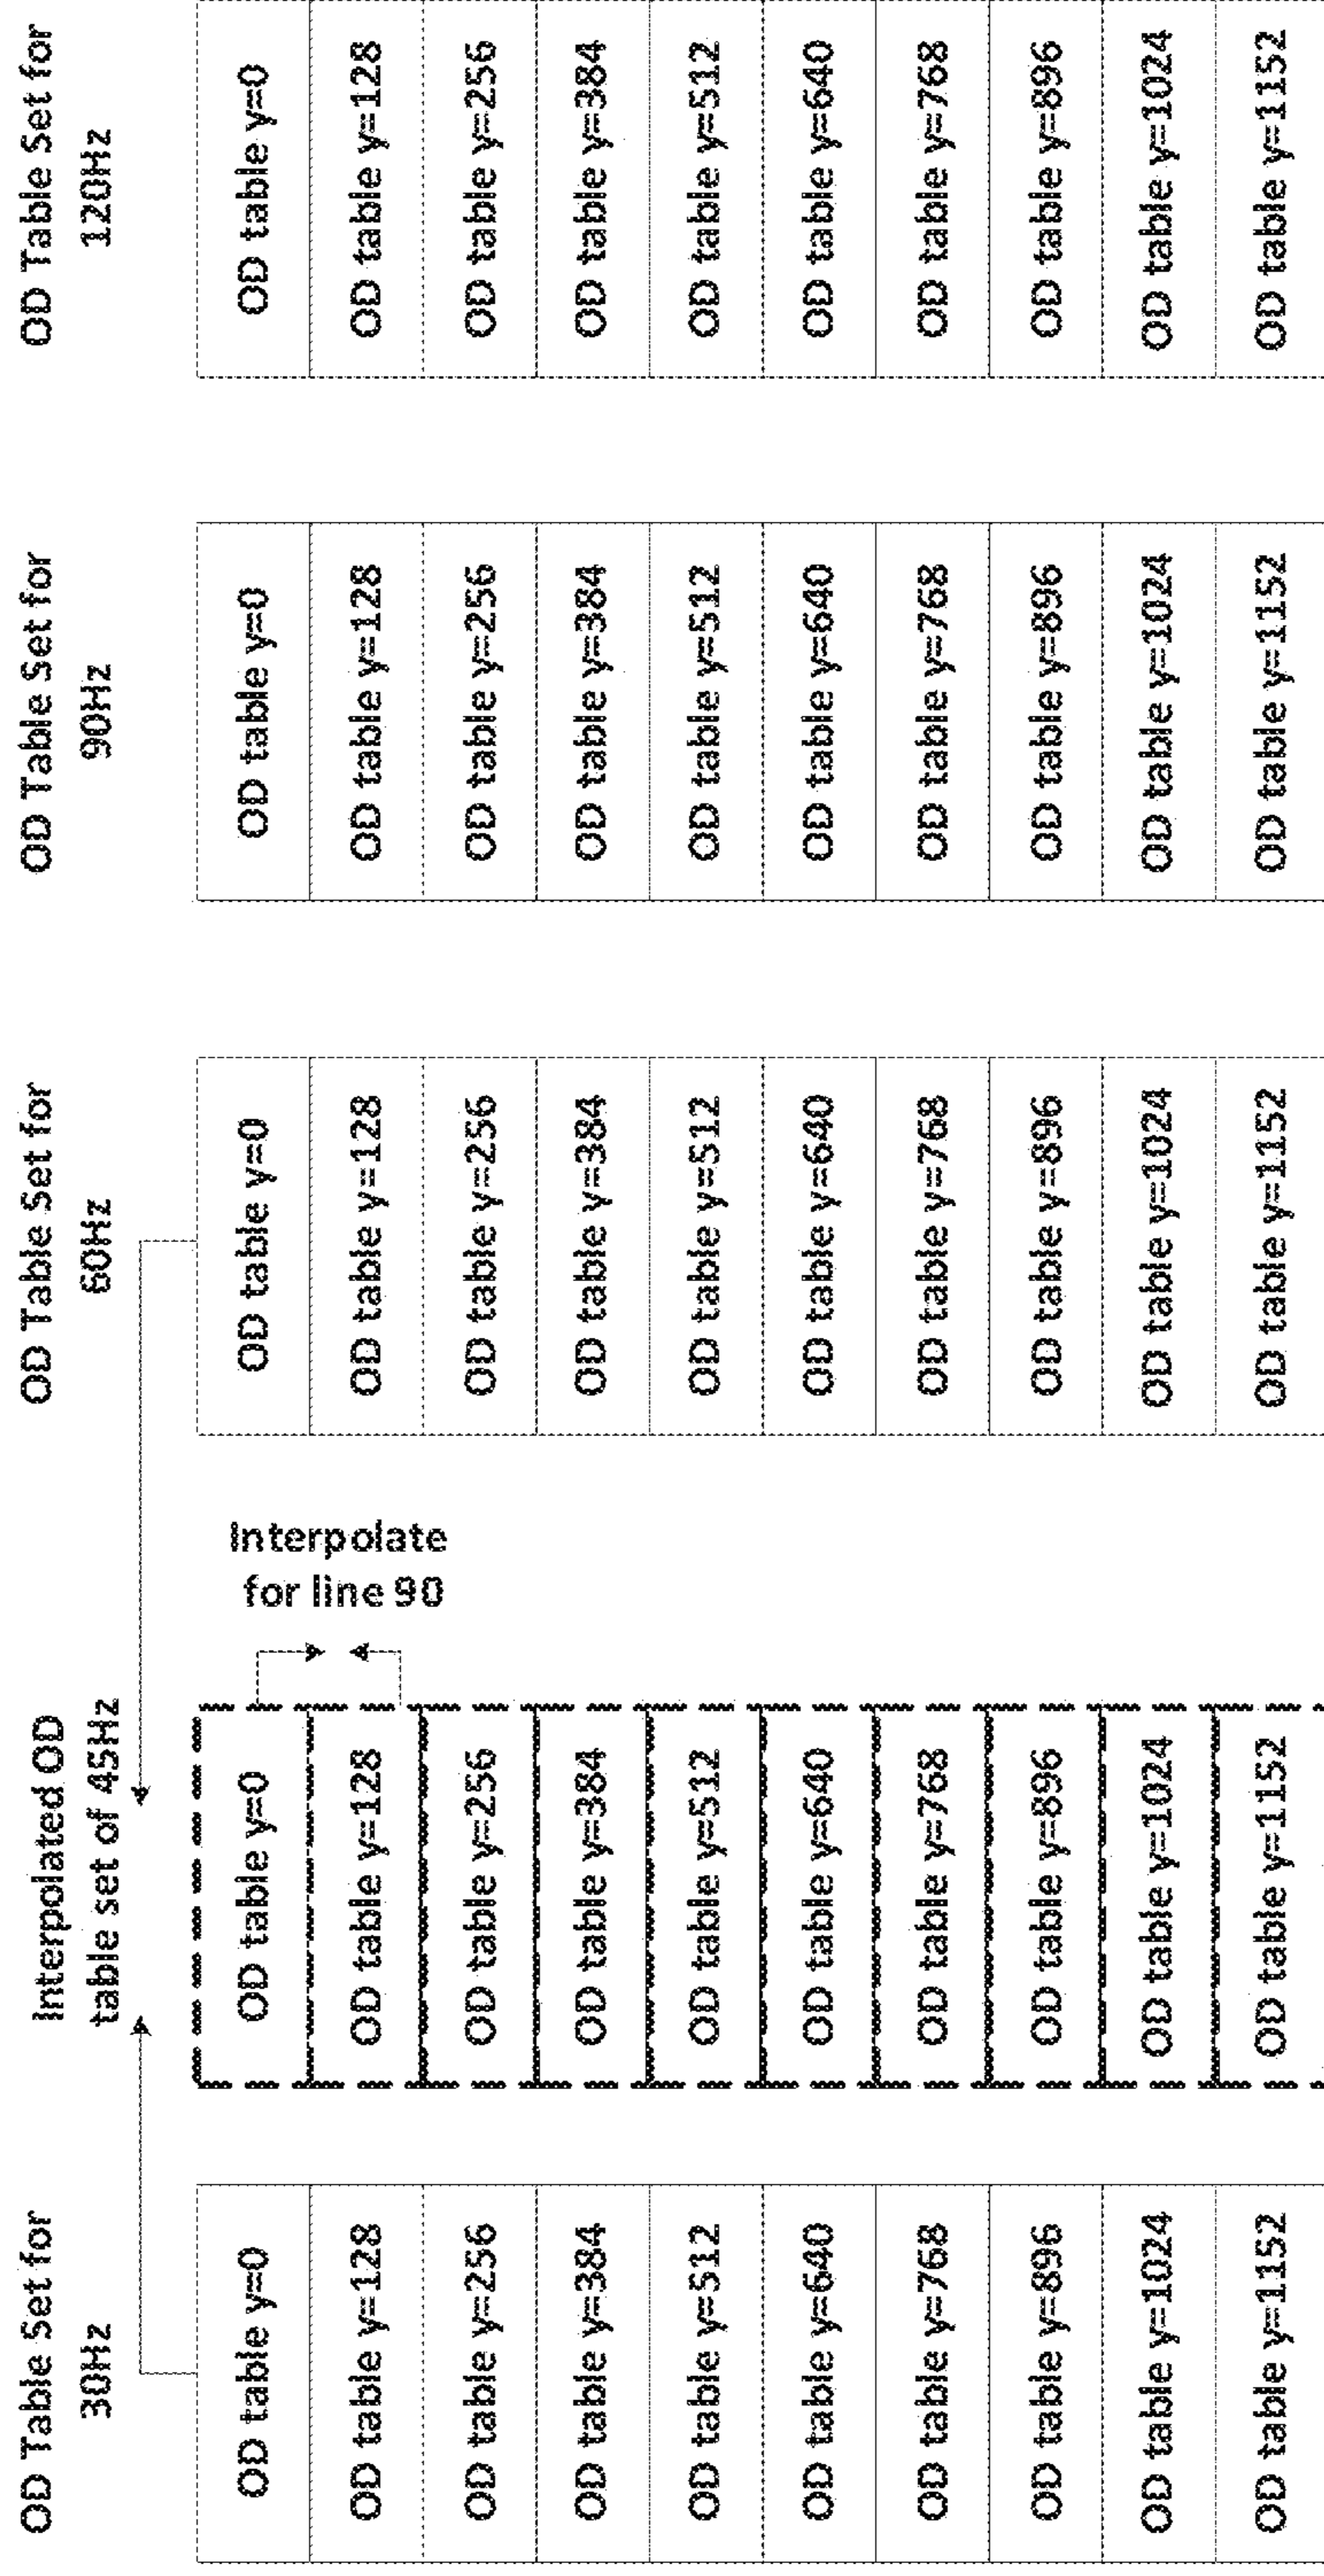 OD Table Set for
30Hz
OD table y=0
OD table y=128
OD table y=256
OD table y=384
OD table y=512
OD table y=640
OD table y=768
OD table y=896
OD table y=1024
OD table y=1152
Interpolated OD
table set of 45Hz
OD table y=0
OD table y=128
OD table y=256
OD table y=384
OD table y=512
OD table y=640
OD table y=768
OD table y=896
OD table y=1024
OD table y=1152
Interpolate
for line 90
OD Table Set for
60Hz
OD table y=0
OD table y=128
OD table y=256
OD table y=384
OD table y=512
OD table y=640
OD table y=768
OD table y=896
OD table y=1024
OD table y=1152
OD Table Set for
90Hz
OD table y=0
OD table y=128
OD table y=256
OD table y=384
OD table y=512
OD table y=640
OD table y=768
OD table y=896
OD table y=1024
OD table y=1152
OD Table Set for
120Hz
OD table y=0
OD table y=128
OD table y=256
OD table y=384
OD table y=512
OD table y=640
OD table y=768
OD table y=896
OD table y=1024
OD table y=1152